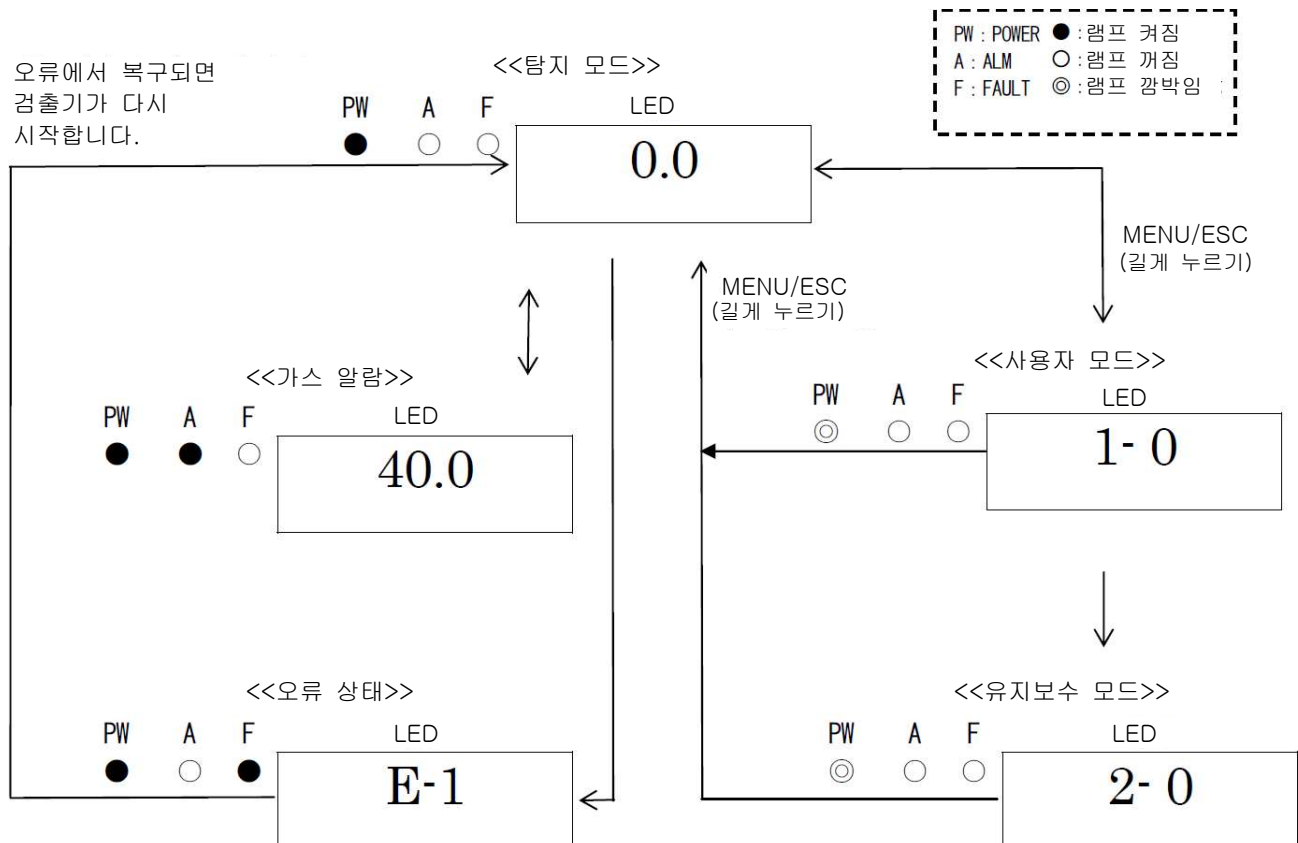 PW : POWER ● : 램프 켜짐
A : ALM ○ : 램프 꺼짐
F : FAULT ◎ : 램프 깜박임 :
오류에서 복구되면
검출기가 다시
시작합니다.
<<탐지 모드>>
PW A F LED
0.0
MENU/ESC
(길게 누르기)
MENU/ESC
(길게 누르기)
<<가스 알람>>
PW A F LED
40.0
<<사용자 모드>>
PW A F LED
1- 0
<<오류 상태>>
PW A F LED
E-1
<<유지보수 모드>>
PW A F LED
2- 0